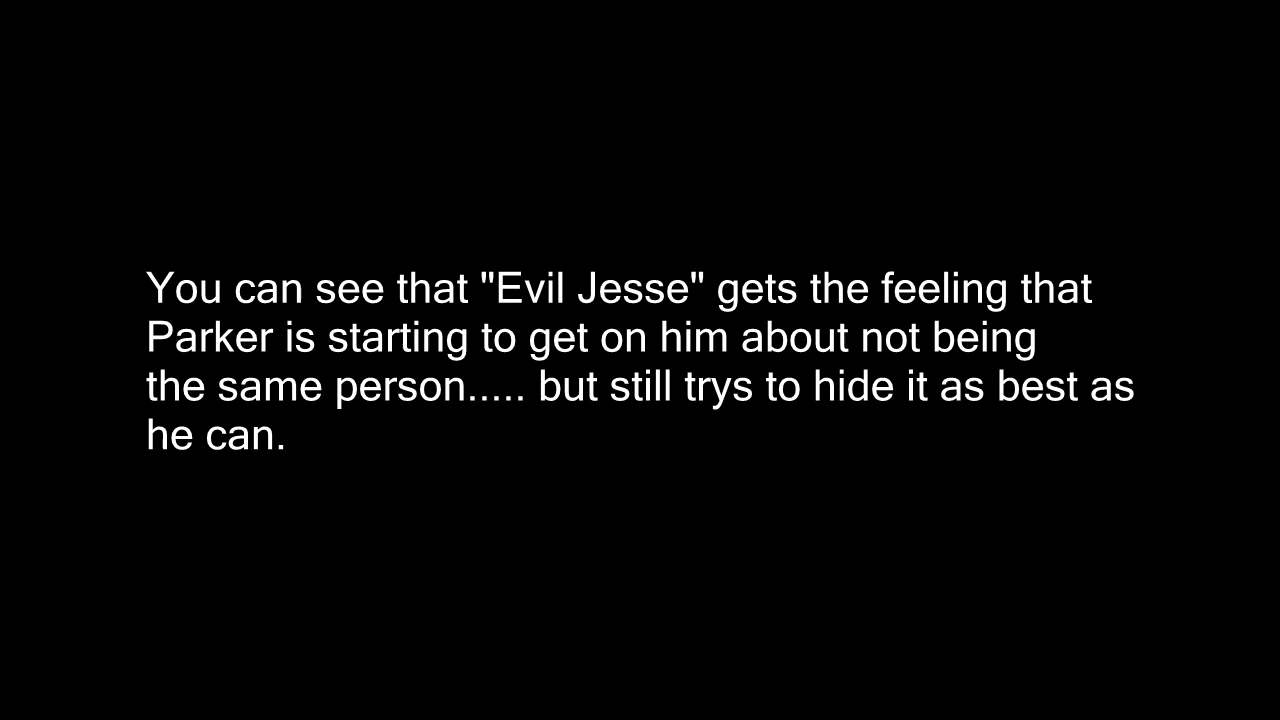 You can see that "Evil Jesse" gets the feeling that
Parker is starting to get on him about not being
the same person..... but still trys to hide it as best as
he can.